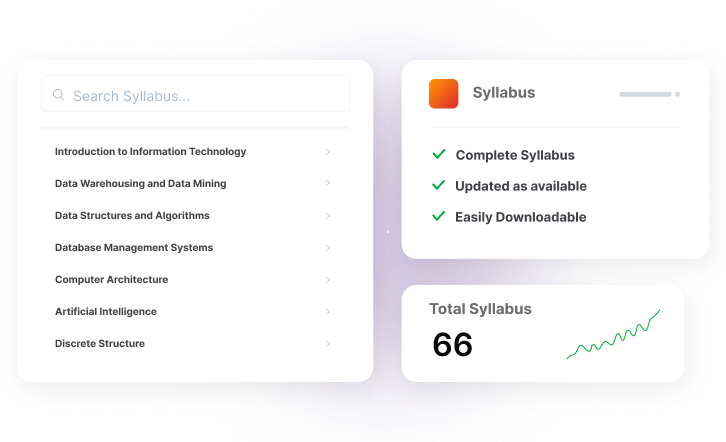 Search Syllabus...
Introduction to Information Technology
Data Warehousing and Data Mining
Data Structures and Algorithms
Database Management Systems
Computer Architecture
Artificial Intelligence
Discrete Structure
Syllabus
Complete Syllabus
Updated as available
Easily Downloadable
Total Syllabus
66